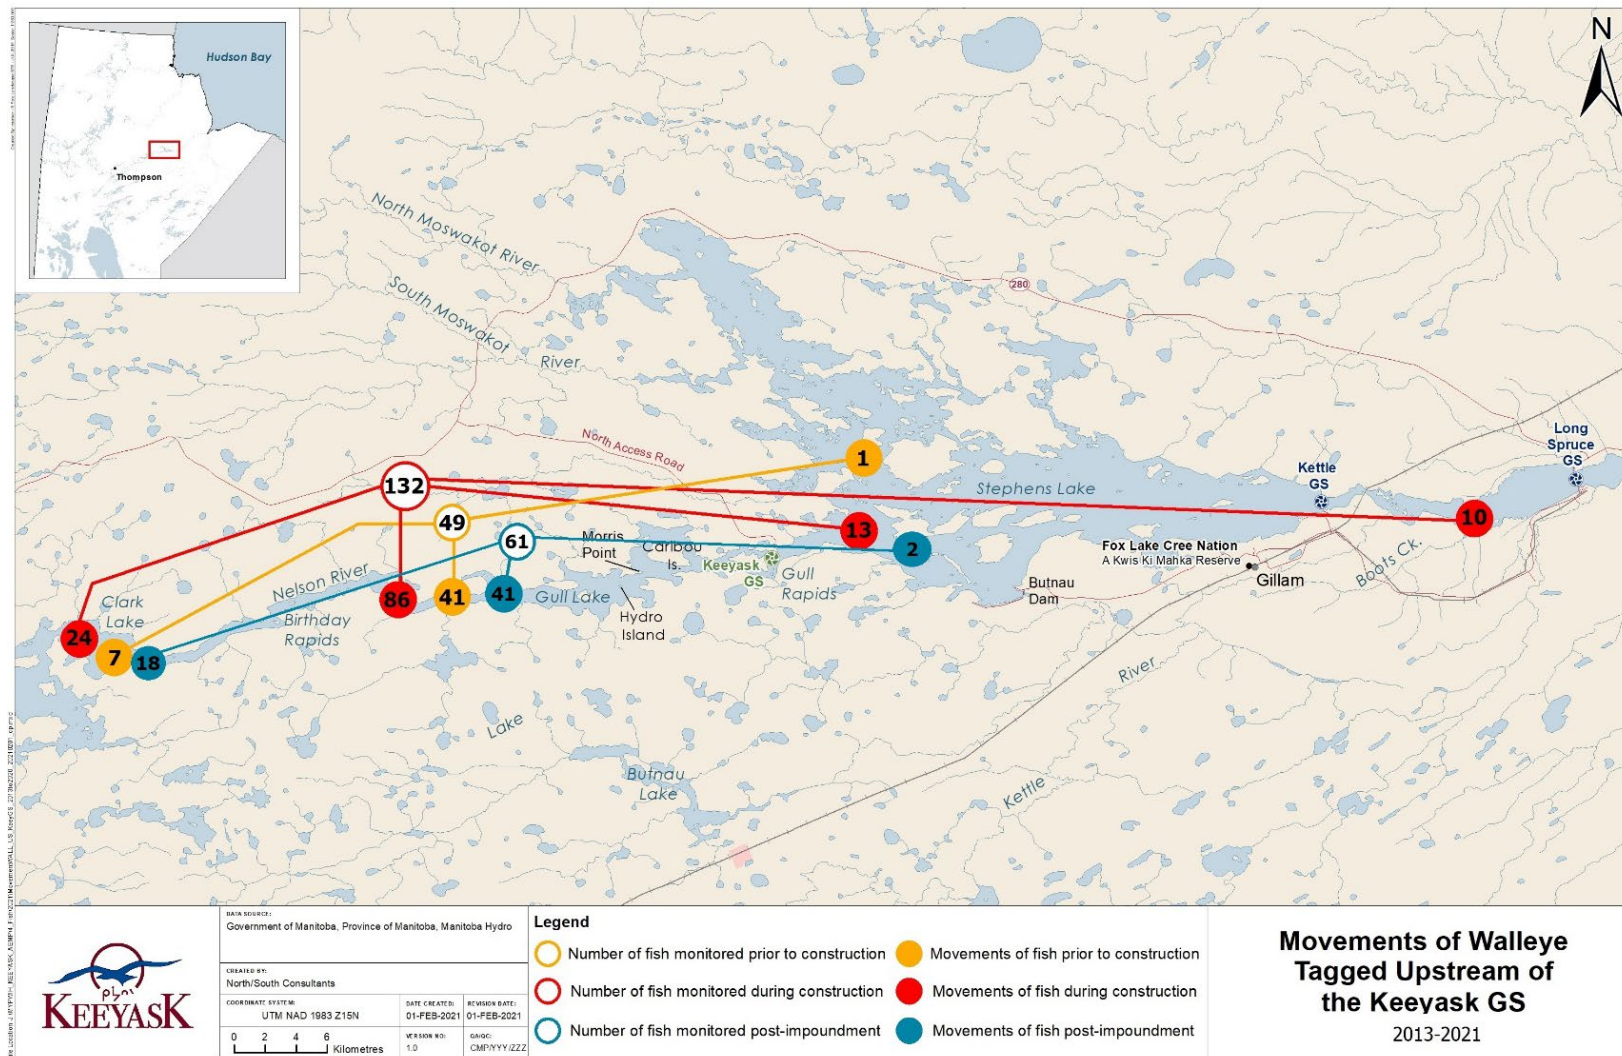 Hudson Bay
Thompson
N
North Moswakot River
South Moswakot
River
280
North Access Road
1
132
49
61
13
2
10
86
41
41
24
7
18
Stephens Lake
Kettle
GS
Long
Spruce
GS
Morris
Point
Caribou
Is.
Keeyask
GS
Gull
Rapids
Gull Lake
Hydro
Island
Nelson River
Birthday
Rapids
Clark
Lake
Fox Lake Cree Nation
A Kwis Ki Mahka Reserve
Gillam
Boots Ck.
Butnau
Dam
River
Kettle
Lake
Butnau
Lake
KEEYASK
DATA SOURCE:
Government of Manitoba, Province of Manitoba, Manitoba Hydro
CREATED BY:
North/South Consultants
COORDINATE SYSTEM:
UTM NAD 1983 Z15N
DATE CREATED:
01-FEB-2021
REVISION DATE:
01-FEB-2021
0 2 4 6
Kilometres
VERSION NO:
1.0
QA/QC:
CMP/YYY/ZZZ
Legend
Number of fish monitored prior to construction
Number of fish monitored during construction
Number of fish monitored post-impoundment
Movements of fish prior to construction
Movements of fish during construction
Movements of fish post-impoundment
Movements of Walleye
Tagged Upstream of
the Keeyask GS
2013-2021